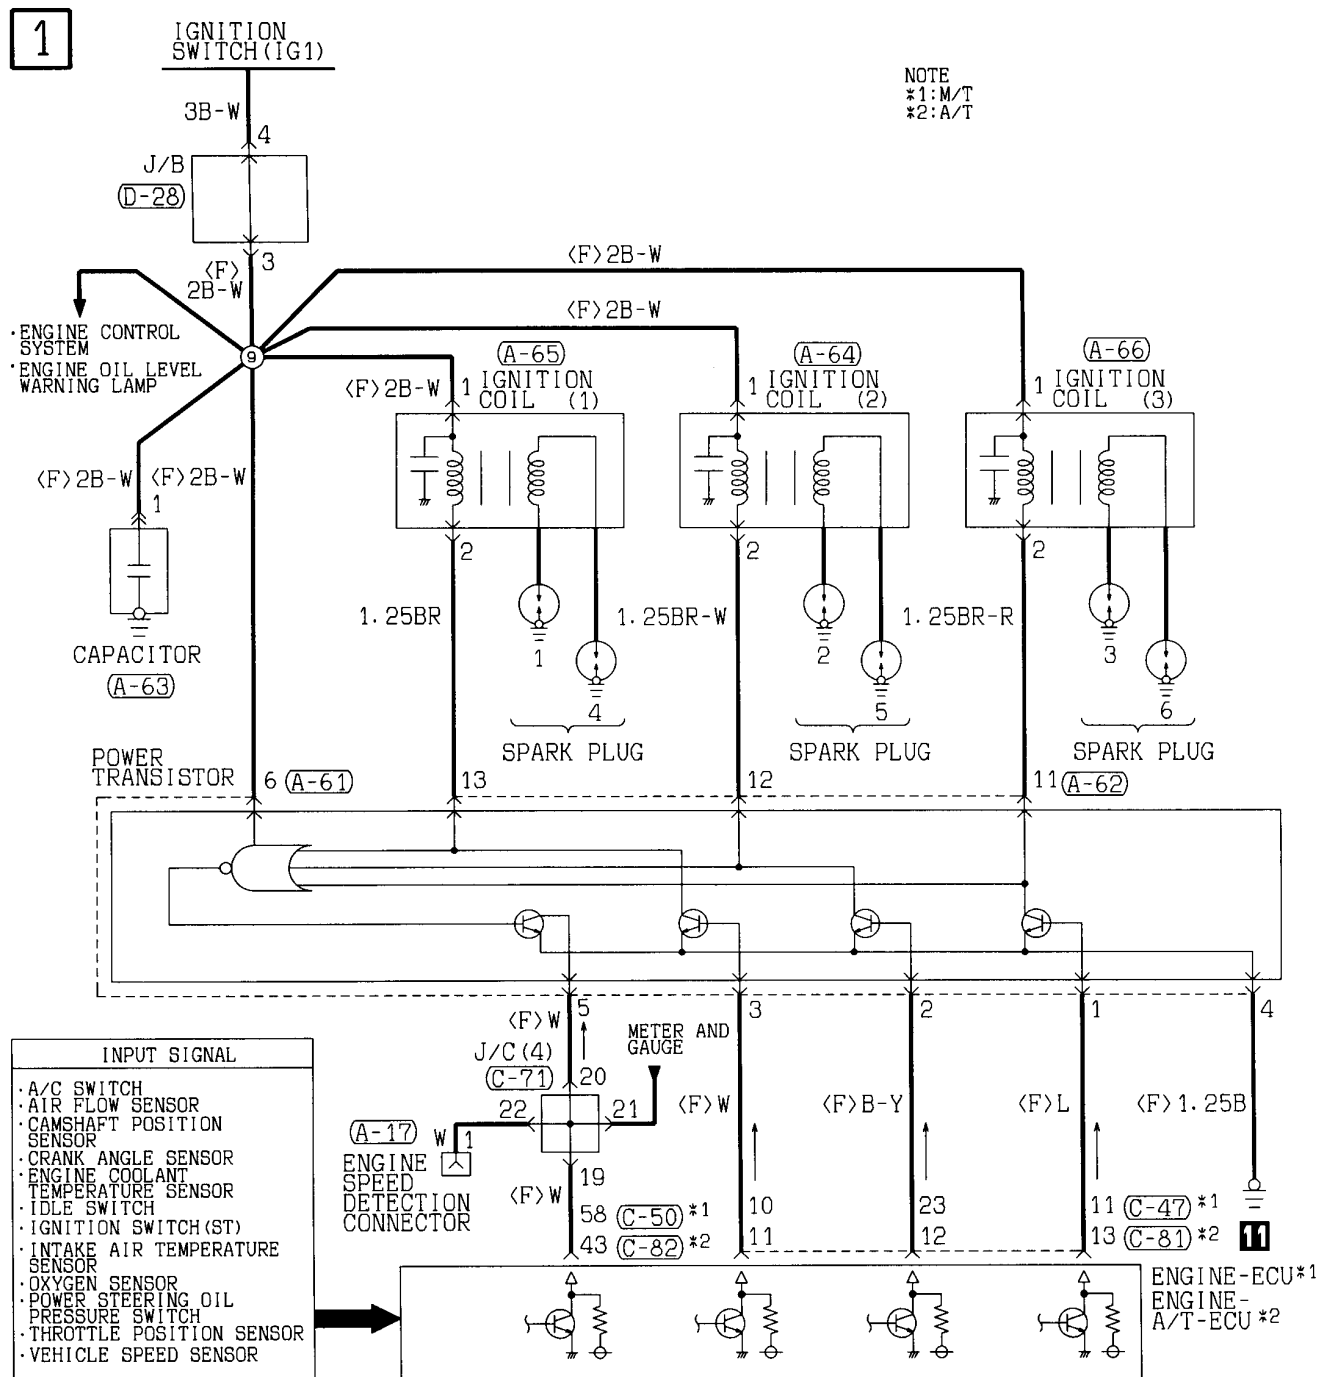 1
IGNITION
SWITCH(IG1)
NOTE
*1:M/T
*2:A/T
3B-W
4
J/B
D-28
3
<F>
2B-W
<F>2B-W
<F>2B-W
·ENGINE CONTROL
SYSTEM
·ENGINE OIL LEVEL
WARNING LAMP
9
<F>2B-W
1
A-65
IGNITION
COIL (1)
1
A-64
IGNITION
COIL (2)
1
A-66
IGNITION
COIL (3)
<F>2B-W
<F>2B-W
1
2
2
2
CAPACITOR
A-63
1.25BR
1.25BR-W
1.25BR-R
1
4
2
5
3
6
SPARK PLUG
SPARK PLUG
SPARK PLUG
POWER
TRANSISTOR
6
A-61
13
12
11
A-62
5
3
2
1
4
<F>W
METER AND
GAUGE
J/C(4)
C-71
20
22
21
A-17
W
1
ENGINE
SPEED
DETECTION
CONNECTOR
19
<F>W
<F>W
<F>B-Y
<F>L
<F>1.25B
58
C-50
*1
10
23
11
C-47
*1
43
C-82
*2
11
12
13
C-81
*2
11
ENGINE-ECU*1
ENGINE-
A/T-ECU*2
INPUT SIGNAL
·A/C SWITCH
·AIR FLOW SENSOR
·CAMSHAFT POSITION
SENSOR
·CRANK ANGLE SENSOR
·ENGINE COOLANT
TEMPERATURE SENSOR
·IDLE SWITCH
·IGNITION SWITCH(ST)
·INTAKE AIR TEMPERATURE
SENSOR
·OXYGEN SENSOR
·POWER STEERING OIL
PRESSURE SWITCH
·THROTTLE POSITION SENSOR
·VEHICLE SPEED SENSOR